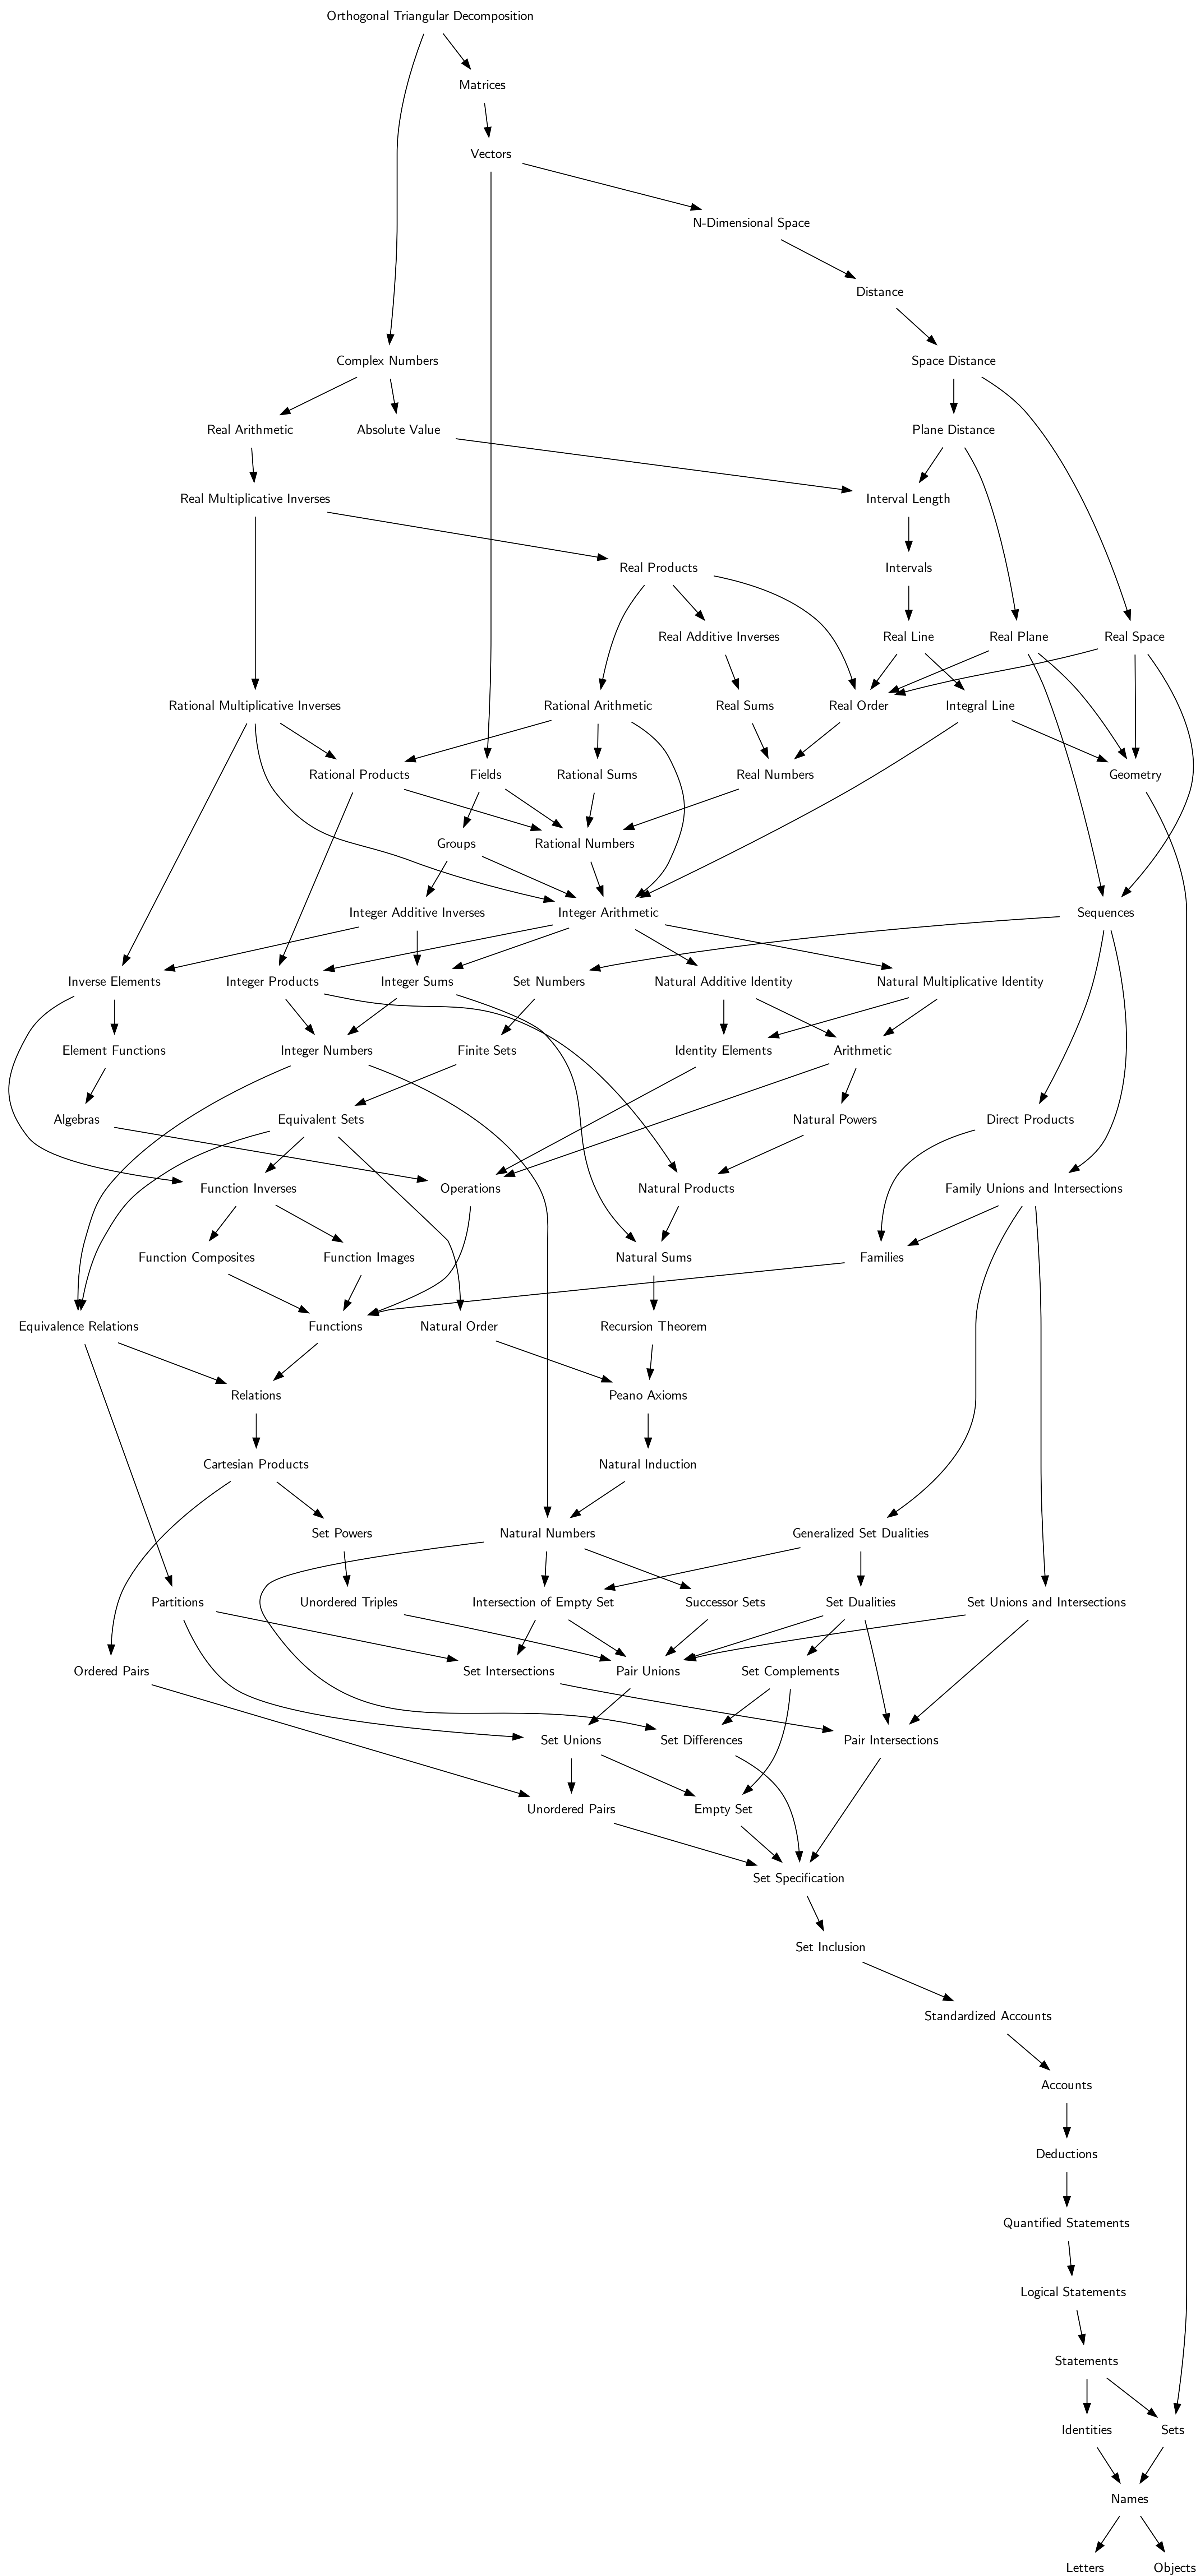 Orthogonal Triangular Decomposition
Matrices
Vectors
N-Dimensional Space
Distance
Complex Numbers
Space Distance
Real Arithmetic
Absolute Value
Plane Distance
Real Multiplicative Inverses
Interval Length
Real Products
Intervals
Real Additive Inverses
Real Line
Real Plane
Real Space
Rational Multiplicative Inverses
Rational Arithmetic
Real Sums
Real Order
Integral Line
Rational Products
Fields
Rational Sums
Real Numbers
Geometry
Groups
Rational Numbers
Integer Additive Inverses
Integer Arithmetic
Sequences
Inverse Elements
Integer Products
Integer Sums
Set Numbers
Natural Additive Identity
Natural Multiplicative Identity
Element Functions
Integer Numbers
Finite Sets
Identity Elements
Arithmetic
Algebras
Equivalent Sets
Natural Powers
Direct Products
Function Inverses
Operations
Natural Products
Family Unions and Intersections
Function Composites
Function Images
Natural Sums
Families
Equivalence Relations
Functions
Natural Order
Recursion Theorem
Relations
Peano Axioms
Cartesian Products
Natural Induction
Set Powers
Natural Numbers
Generalized Set Dualities
Partitions
Unordered Triples
Intersection of Empty Set
Successor Sets
Set Dualities
Set Unions and Intersections
Ordered Pairs
Set Intersections
Pair Unions
Set Complements
Set Unions
Set Differences
Pair Intersections
Unordered Pairs
Empty Set
Set Specification
Set Inclusion
Standardized Accounts
Accounts
Deductions
Quantified Statements
Logical Statements
Statements
Identities
Sets
Names
Letters
Objects